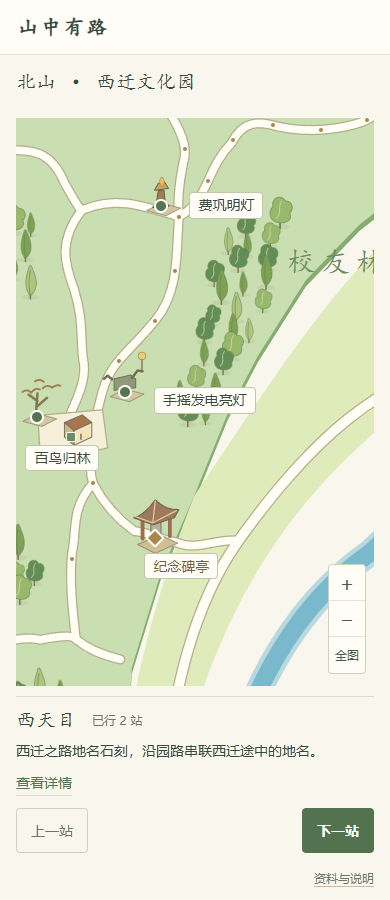 山中有路
北山 • 西迁文化园
费巩明灯
校友林
手摇发电亮灯
百鸟归林
纪念碑亭
+
−
全图
西天目 已行 2 站
西迁之路地名石刻，沿园路串联西迁途中的地名。
查看详情
上一站 下一站
资料与说明